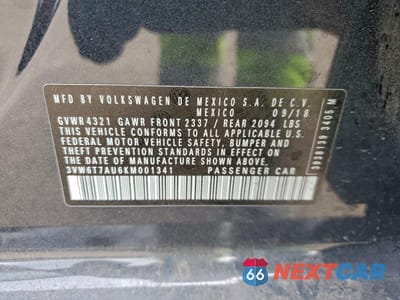 MFD BY VOLKSWAGEN DE MEXICO S.A. DE C.V.
MEXICO 09/18
GVWR 4321 GAWR FRONT 2337 / REAR 2094 LBS
THIS VEHICLE CONFORMS TO ALL APPLICABLE U.S.
FEDERAL MOTOR VEHICLE SAFETY, BUMPER AND
THEFT PREVENTION STANDARDS IN EFFECT ON THE
DATE OF MANUFACTURE SHOWN ABOVE.
3VW6T7AU6KM001341 PASSENGER CAR
66
NEXTCAR